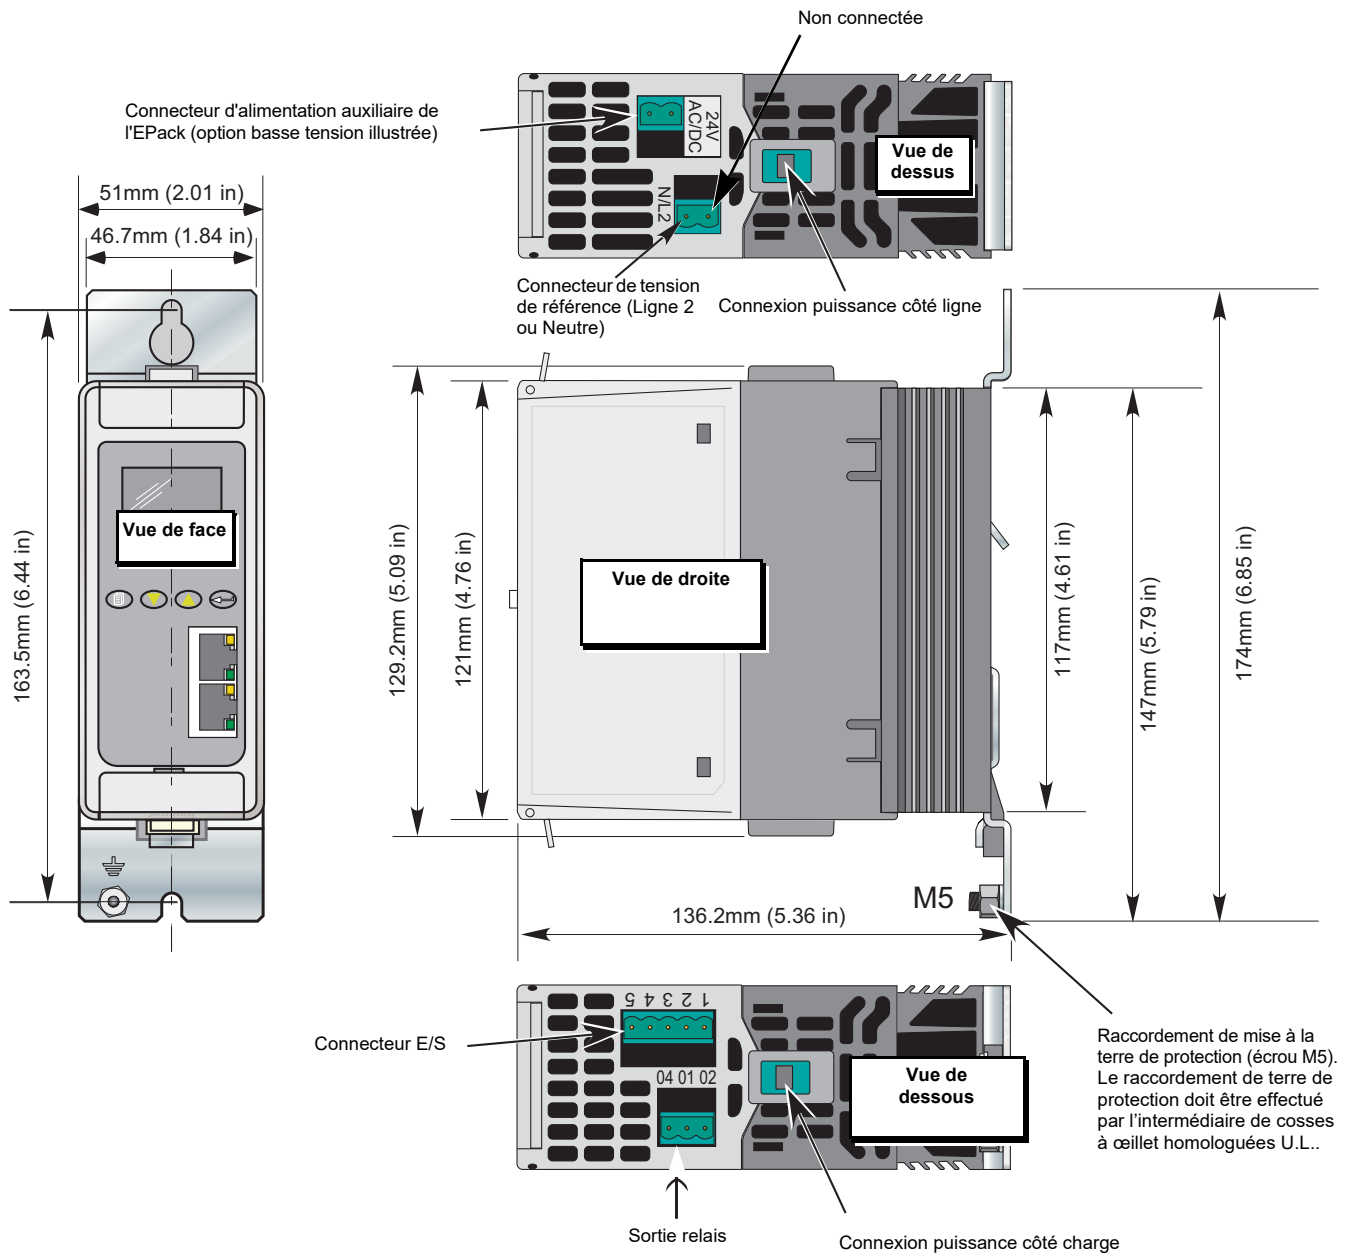 Non connectée
Connecteur d'alimentation auxiliaire de
l'EPack (option basse tension illustrée)
24V
AC/DC
N/L2
Vue de
dessus
51mm (2.01 in)
46.7mm (1.84 in)
Connecteur de tension
de référence (Ligne 2
ou Neutre)
Connexion puissance côté ligne
Vue de face
163.5mm (6.44 in)
129.2mm (5.09 in)
121mm (4.76 in)
Vue de droite
117mm (4.61 in)
147mm (5.79 in)
174mm (6.85 in)
M5
136.2mm (5.36 in)
5 4 3 2 1
Connecteur E/S
04 01 02
Vue de
dessous
Raccordement de mise à la
terre de protection (écrou M5).
Le raccordement de terre de
protection doit être effectué
par l'intermédiaire de cosses
à œillet homologuées U.L..
Sortie relais
Connexion puissance côté charge